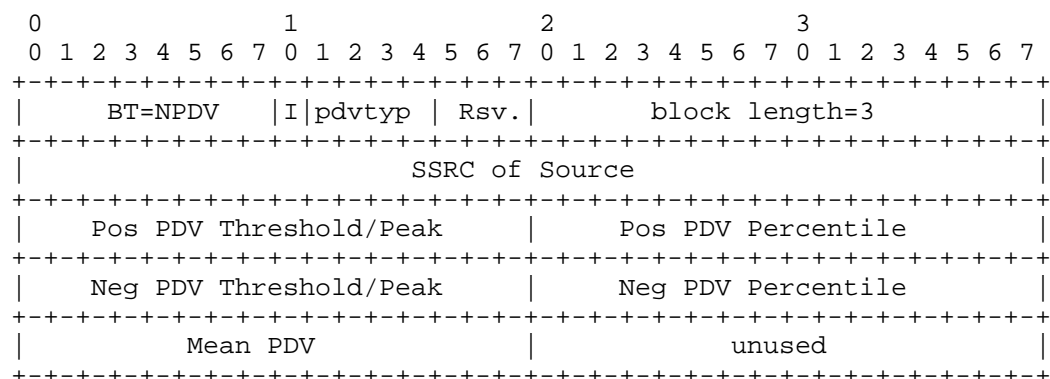 0               1               2               3
 0 1 2 3 4 5 6 7 0 1 2 3 4 5 6 7 0 1 2 3 4 5 6 7 0 1 2 3 4 5 6 7
+-+-+-+-+-+-+-+-+-+-+-+-+-+-+-+-+-+-+-+-+-+-+-+-+-+-+-+-+-+-+-+-+
|     BT=NPDV   |I|pdvtyp | Rsv.|       block length=3          |
+-+-+-+-+-+-+-+-+-+-+-+-+-+-+-+-+-+-+-+-+-+-+-+-+-+-+-+-+-+-+-+-+
|                        SSRC of Source                         |
+-+-+-+-+-+-+-+-+-+-+-+-+-+-+-+-+-+-+-+-+-+-+-+-+-+-+-+-+-+-+-+-+
|    Pos PDV Threshold/Peak     |     Pos PDV Percentile        |
+-+-+-+-+-+-+-+-+-+-+-+-+-+-+-+-+-+-+-+-+-+-+-+-+-+-+-+-+-+-+-+-+
|    Neg PDV Threshold/Peak     |     Neg PDV Percentile        |
+-+-+-+-+-+-+-+-+-+-+-+-+-+-+-+-+-+-+-+-+-+-+-+-+-+-+-+-+-+-+-+-+
|          Mean PDV             |            unused             |
+-+-+-+-+-+-+-+-+-+-+-+-+-+-+-+-+-+-+-+-+-+-+-+-+-+-+-+-+-+-+-+-+